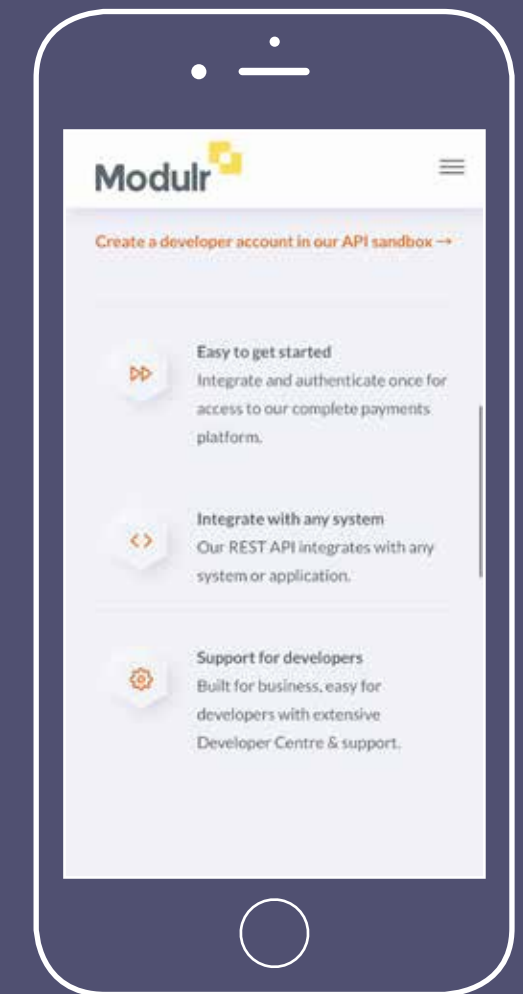 Modulr
Create a developer account in our API sandbox →
Easy to get started
Integrate and authenticate once for
access to our complete payments
platform.
Integrate with any system
Our REST API integrates with any
system or application.
Support for developers
Built for business, easy for
developers with extensive
Developer Centre & support.